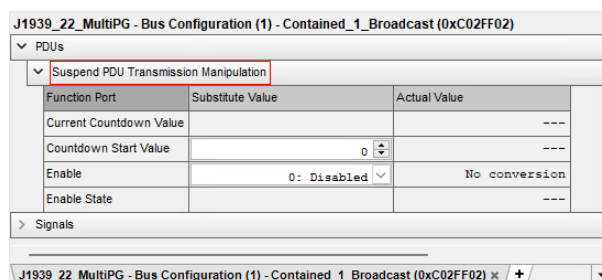 J1939_22_MultiPG - Bus Configuration (1) - Contained_1_Broadcast (0xC02FF02)
PDUs
Suspend PDU Transmission Manipulation
Function Port Substitute Value Actual Value
Current Countdown Value ---
Countdown Start Value 0 ---
Enable 0: Disabled No conversion
Enable State ---
Signals
J1939_22_MultiPG - Bus Configuration (1) - Contained_1_Broadcast (0xC02FF02) × +